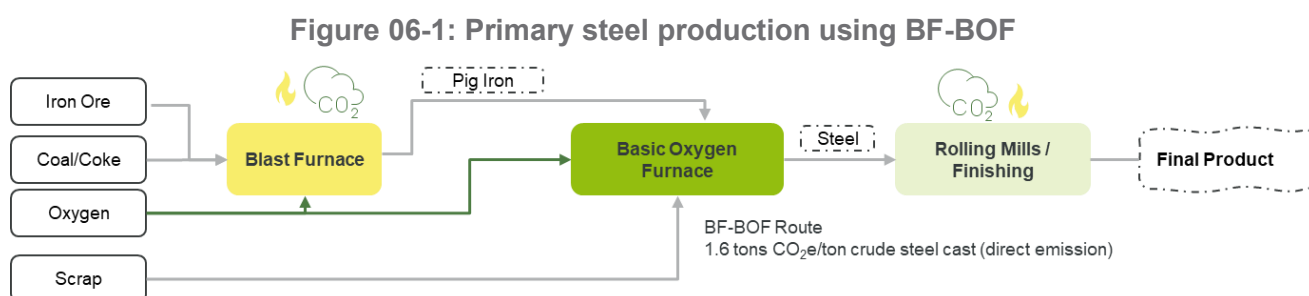 Figure 06-1: Primary steel production using BF-BOF
Iron Ore
Coal/Coke
Oxygen
Scrap
CO₂
Blast Furnace
Pig Iron
Basic Oxygen
Furnace
Steel
CO₂
Rolling Mills /
Finishing
Final Product
BF-BOF Route
1.6 tons CO₂e/ton crude steel cast (direct emission)